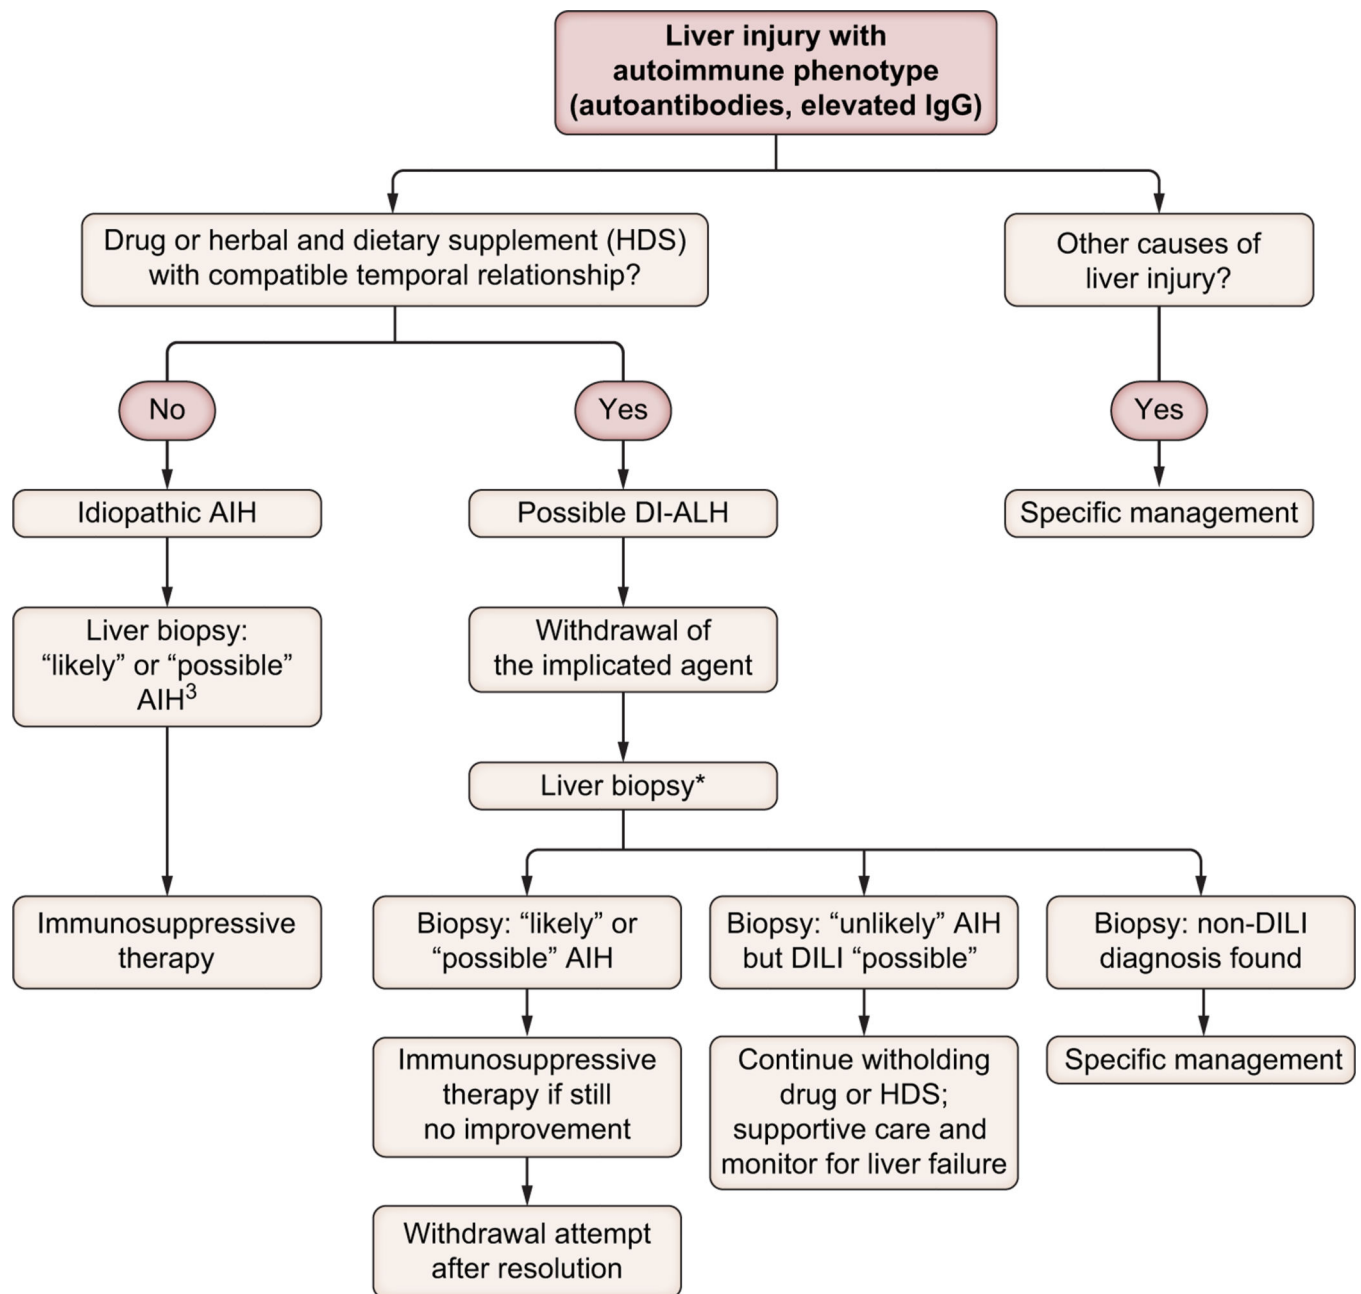 Liver injury with
autoimmune phenotype
(autoantibodies, elevated IgG)
Drug or herbal and dietary supplement (HDS)
with compatible temporal relationship?
Other causes of
liver injury?
No
Yes
Yes
Idiopathic AIH
Possible DI-ALH
Specific management
Liver biopsy:
“likely” or “possible”
AIH3
Withdrawal of
the implicated agent
Liver biopsy*
Immunosuppressive
therapy
Biopsy: “likely” or
“possible” AIH
Biopsy: “unlikely” AIH
but DILI “possible”
Biopsy: non-DILI
diagnosis found
Immunosuppressive
therapy if still
no improvement
Continue witholding
drug or HDS;
supportive care and
monitor for liver failure
Specific management
Withdrawal attempt
after resolution